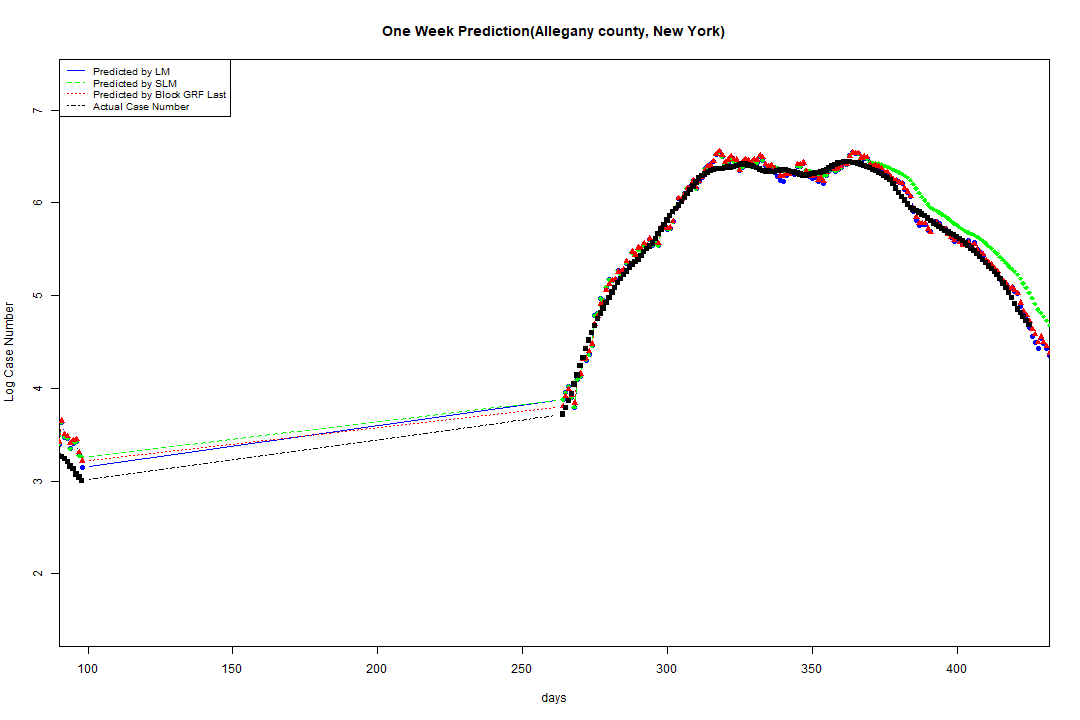 One Week Prediction(Allegany county, New York)
Predicted by LM
Predicted by SLM
Predicted by Block GRF Last
Actual Case Number
7
6
5
4
3
2
Log Case Number
100 150 200 250 300 350 400
days